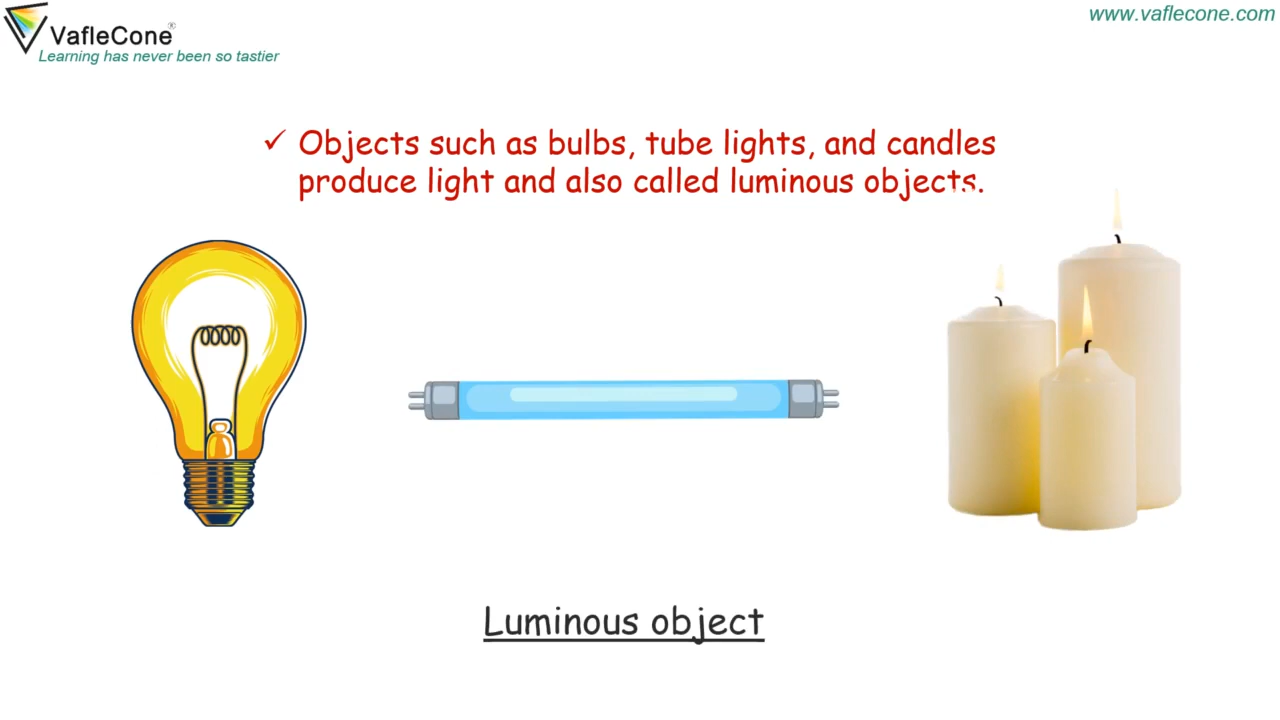 VafleCone®
Learning has never been so tastier
www.vaflecone.com
✓ Objects such as bulbs, tube lights, and candles
produce light and also called luminous objects.
Luminous object